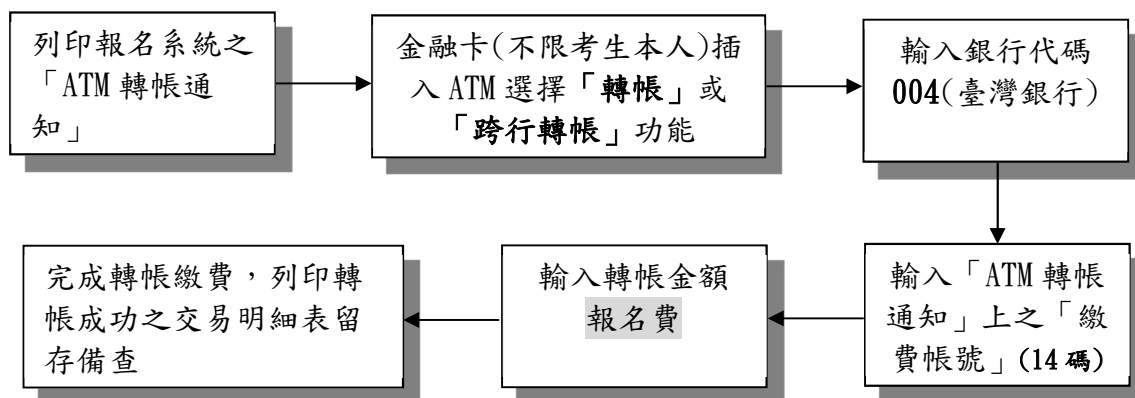 列印報名系統之
「ATM 轉帳通
知」
金融卡(不限考生本人)插
入 ATM 選擇「轉帳」或
「跨行轉帳」功能
輸入銀行代碼
004(臺灣銀行)
輸入「ATM 轉帳
通知」上之「繳
費帳號」(14 碼)
輸入轉帳金額
報名費
完成轉帳繳費，列印轉
帳成功之交易明細表留
存備查